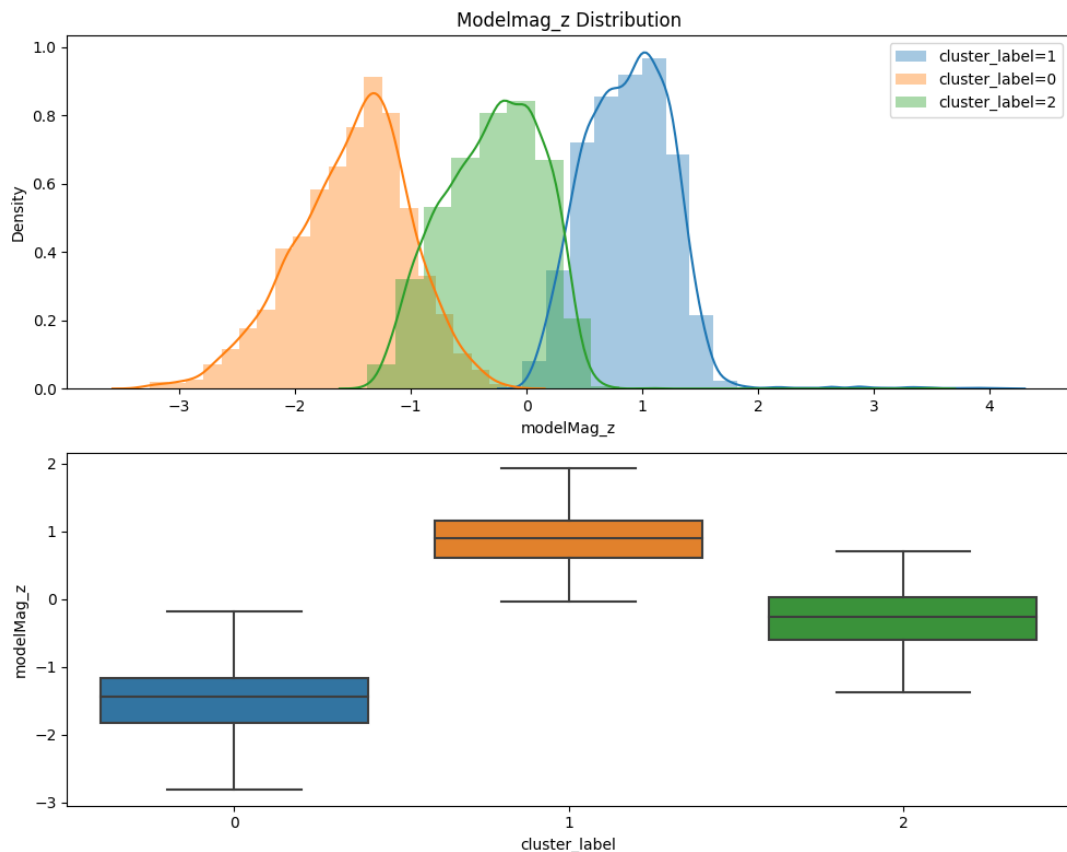 Modelmag_z Distribution
1.0
0.8
0.6
0.4
0.2
0.0
Density
cluster_label=1
cluster_label=0
cluster_label=2
−3 −2 −1 0 1 2 3 4
modelMag_z
2
1
0
−1
−2
−3
modelMag_z
0 1 2
cluster_label